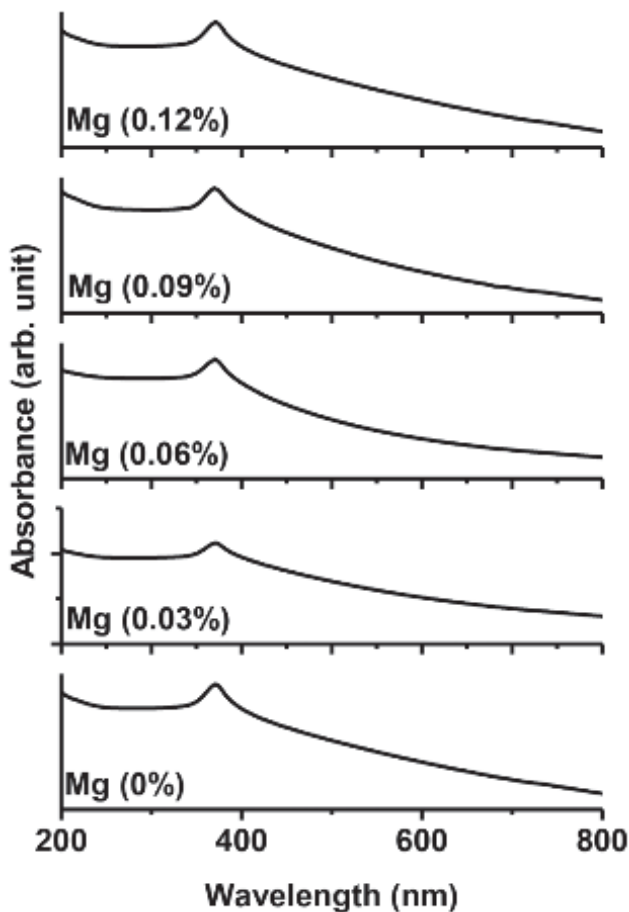 Mg (0.12%)
Mg (0.09%)
Mg (0.06%)
Mg (0.03%)
Mg (0%)
Absorbance (arb. unit)
200 400 600 800
Wavelength (nm)